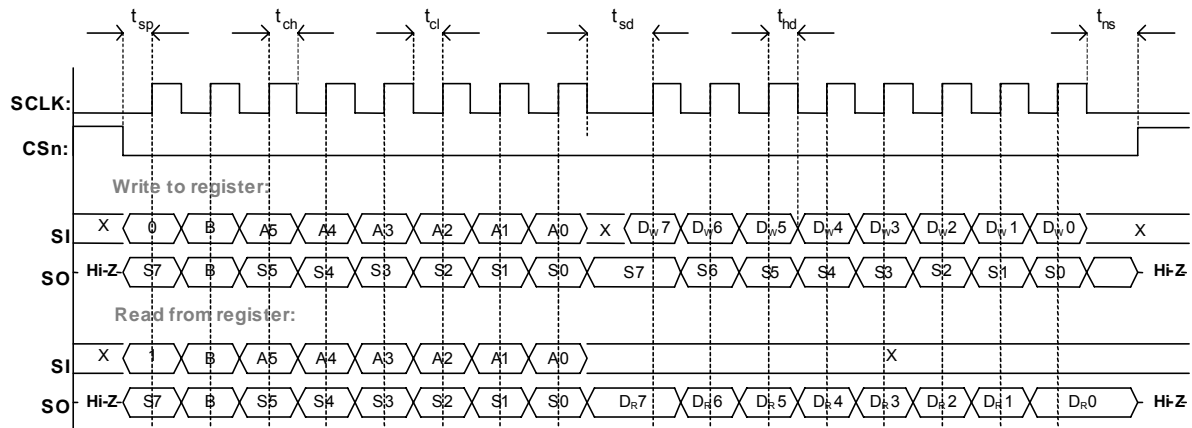 tsp tch tcl tsd thd tns
SCLK:
CSn:
Write to register:
SI X 0 B A5 A4 A3 A2 A1 A0 X DW7 DW6 DW5 DW4 DW3 DW2 DW1 DW0 X
SO Hi-Z S7 B S5 S4 S3 S2 S1 S0 S7 S6 S5 S4 S3 S2 S1 S0 Hi-Z
Read from register:
SI X 1 B A5 A4 A3 A2 A1 A0 X
SO Hi-Z S7 B S5 S4 S3 S2 S1 S0 DR7 DR6 DR5 DR4 DR3 DR2 DR1 DR0 Hi-Z